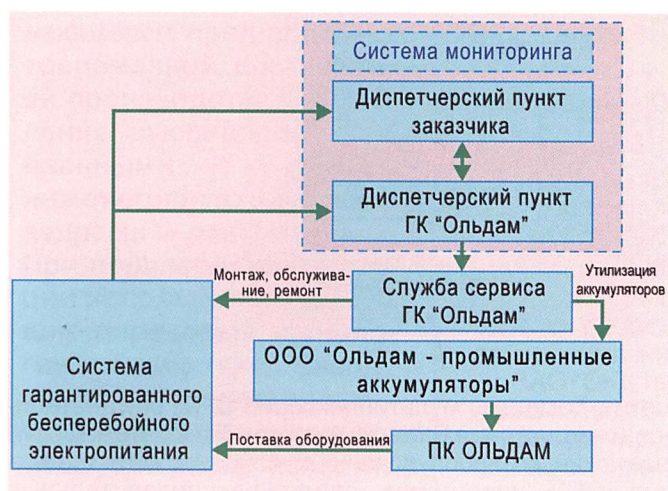 Система мониторинга
Диспетчерский пункт
заказчика
Диспетчерский пункт
ГК “Ольдам”
Монтаж, обслужива-
ние, ремонт
Служба сервиса
ГК “Ольдам”
Утилизация
аккумуляторов
Система
гарантированного
бесперебойного
электропитания
ООО “Ольдам - промышленные
аккумуляторы”
Поставка оборудования
ПК ОЛЬДАМ